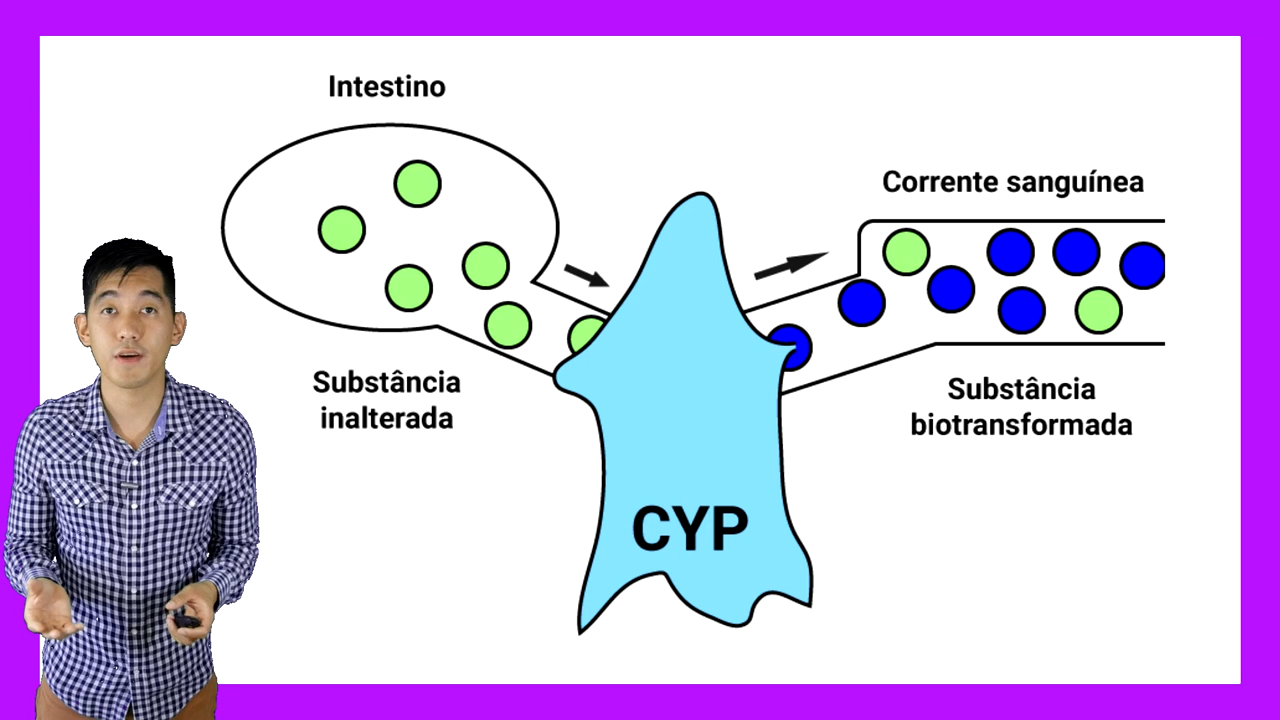 Intestino
Corrente sanguínea
Substância
inalterada
Substância
biotransformada
CYP